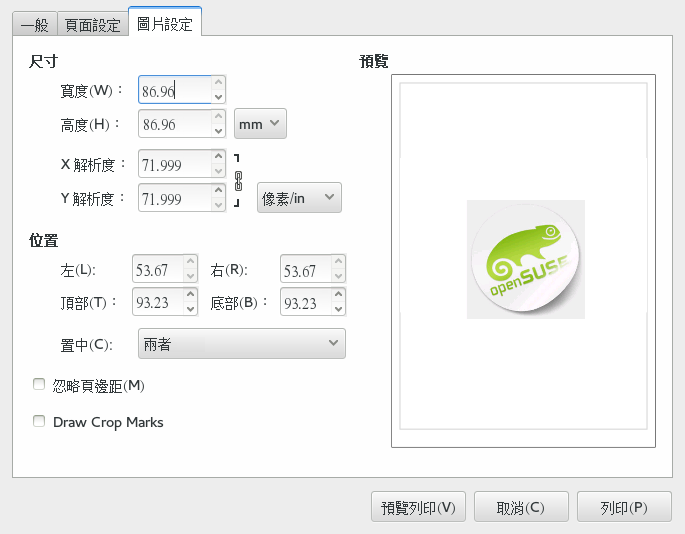 一般 頁面設定 圖片設定
尺寸 預覽
寬度(W)： 86.96
高度(H)： 86.96 mm
X 解析度： 71.999
Y 解析度： 71.999 像素/in
位置
左(L): 53.67 右(R): 53.67
頂部(T)： 93.23 底部(B)： 93.23
置中(C): 兩者
忽略頁邊距(M)
Draw Crop Marks
openSUSE
預覽列印(V) 取消(C) 列印(P)